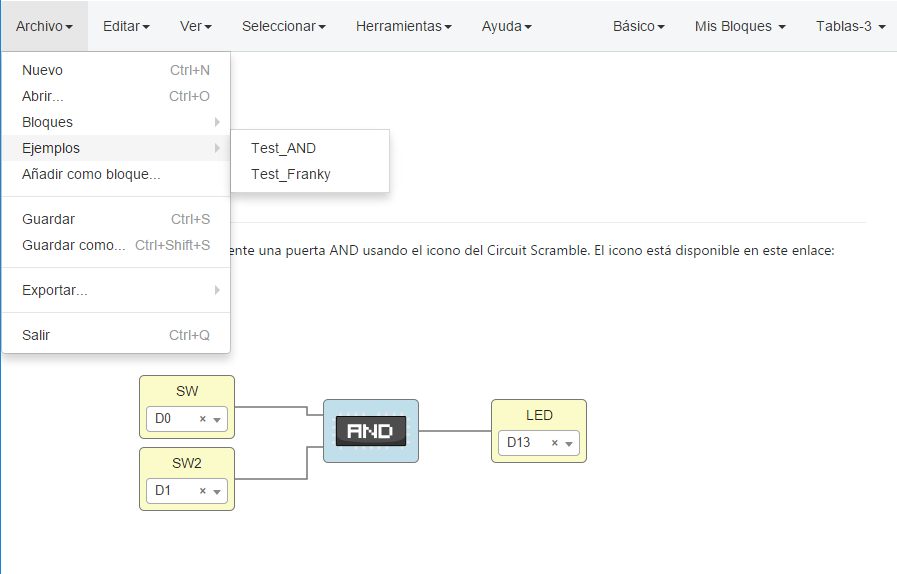 Archivo Editar Ver Seleccionar Herramientas Ayuda Básico Mis Bloques Tablas-3
Nuevo Ctrl+N
Abrir... Ctrl+O
Bloques
Ejemplos
Test_AND
Añadir como bloque...
Test_Franky
Guardar Ctrl+S
Guardar como... Ctrl+Shift+S
una puerta AND usando el icono del Circuit Scramble. El icono está disponible en este enlace:
Exportar...
Salir Ctrl+Q
SW
D0 ×
AND
LED
D13 ×
SW2
D1 ×